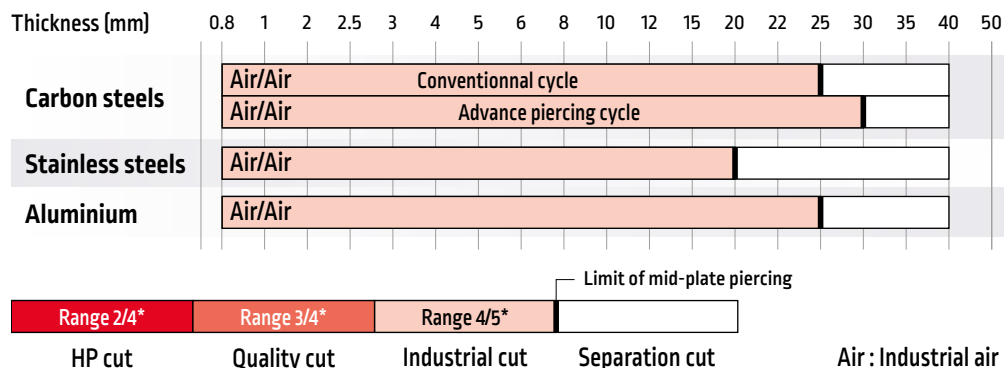 Thickness (mm) 0.8 1 2 2.5 3 4 5 6 7 8 10 12 15 20 22 25 30 35 40 50
Carbon steels
Air/Air Conventionnal cycle
Air/Air Advance piercing cycle
Stainless steels Air/Air
Aluminium Air/Air
Limit of mid-plate piercing
Range 2/4* Range 3/4* Range 4/5*
HP cut Quality cut Industrial cut Separation cut Air : Industrial air